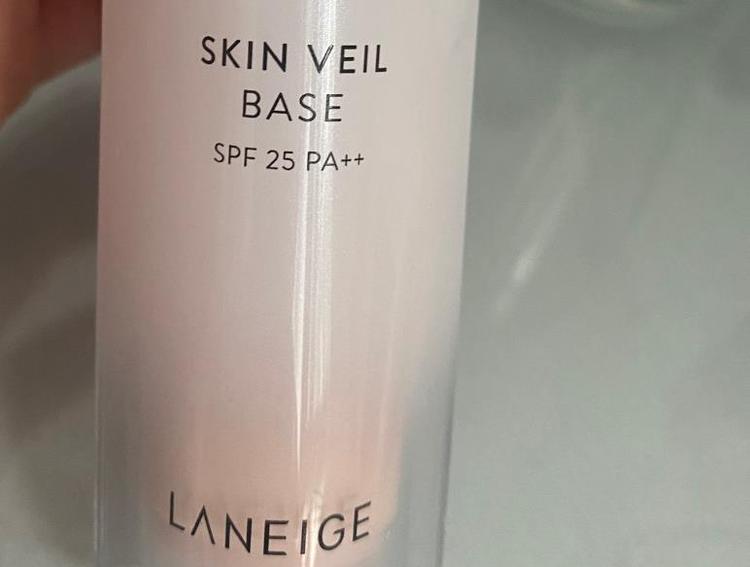 SKIN VEIL
BASE
SPF 25 PA++
LANEIGE